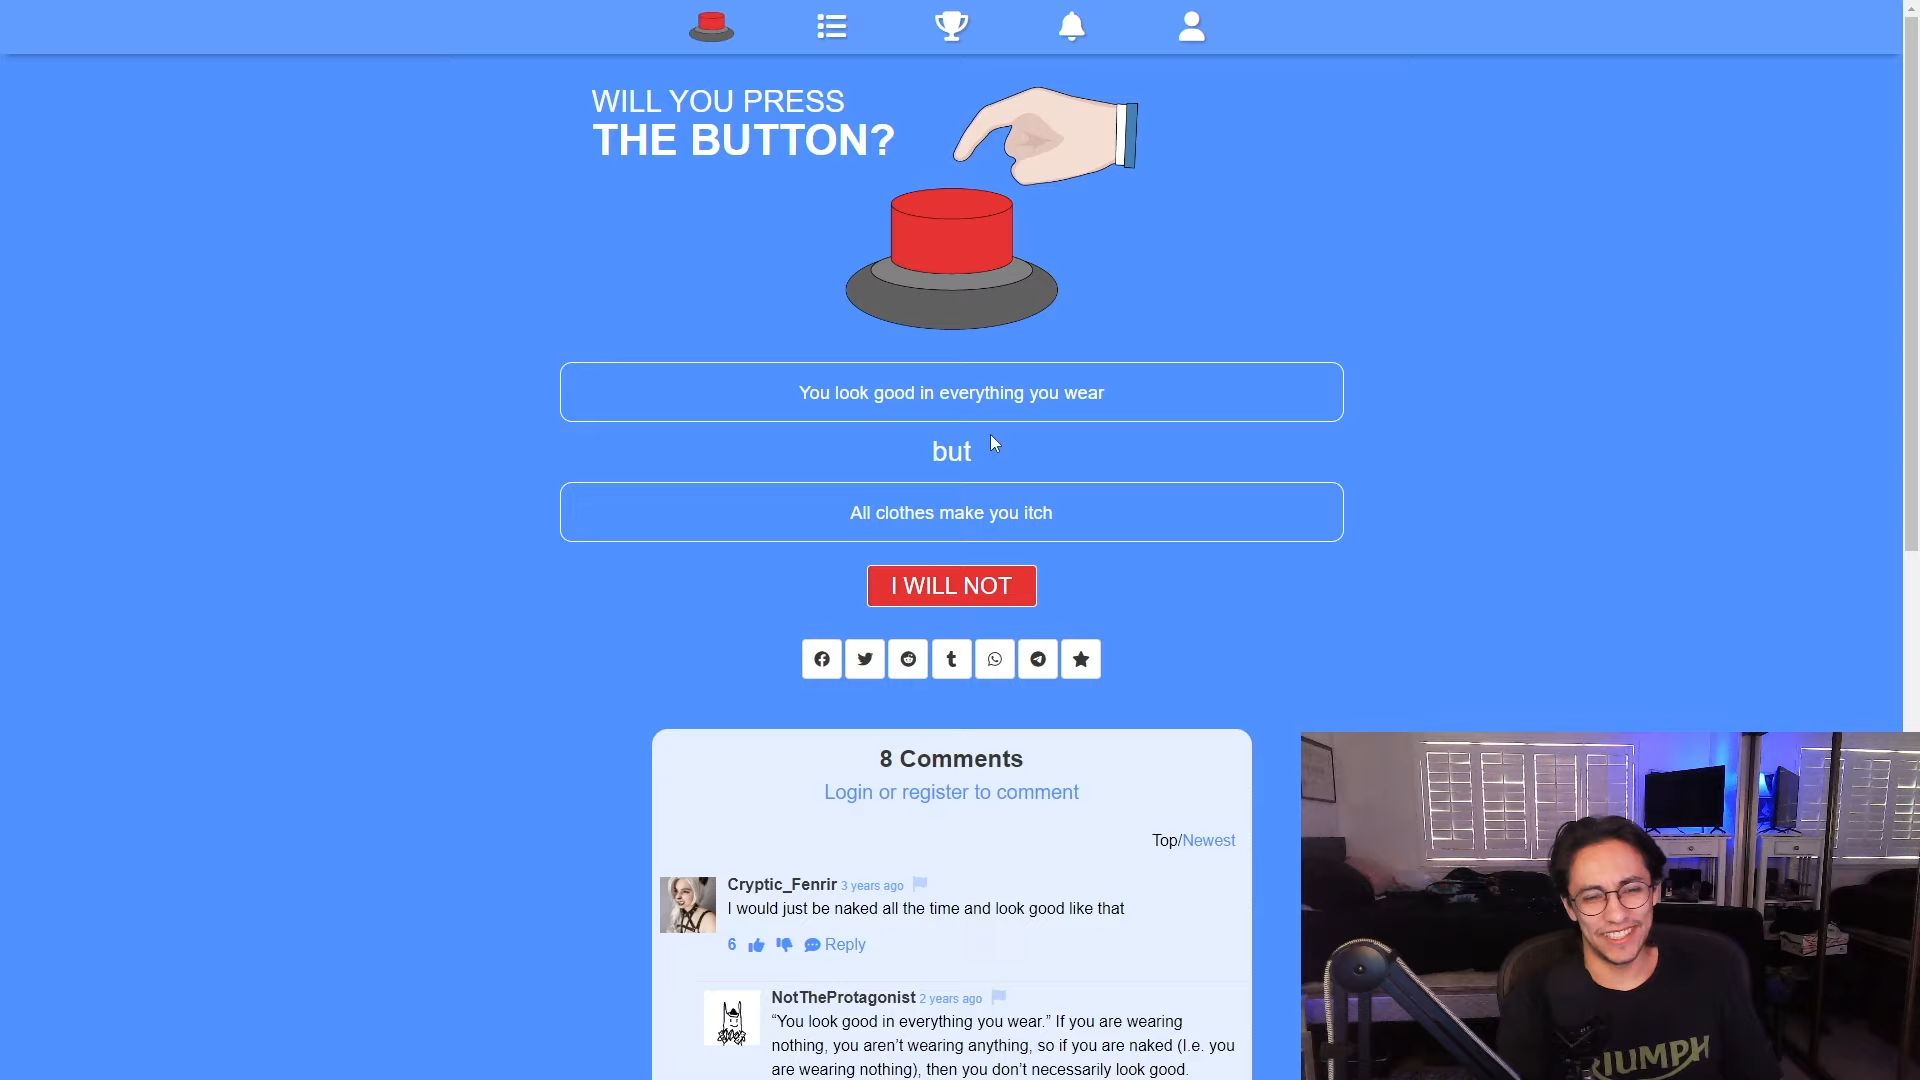 WILL YOU PRESS
THE BUTTON?
You look good in everything you wear
but
All clothes make you itch
I WILL NOT
8 Comments
Login or register to comment
Top/Newest
Cryptic_Fenrir 3 years ago
I would just be naked all the time and look good like that
6 Reply
NotTheProtagonist 2 years ago
“You look good in everything you wear.” If you are wearing
nothing, you aren’t wearing anything, so if you are naked (I.e. you
are wearing nothing), then you don’t necessarily look good.
RIUMPH